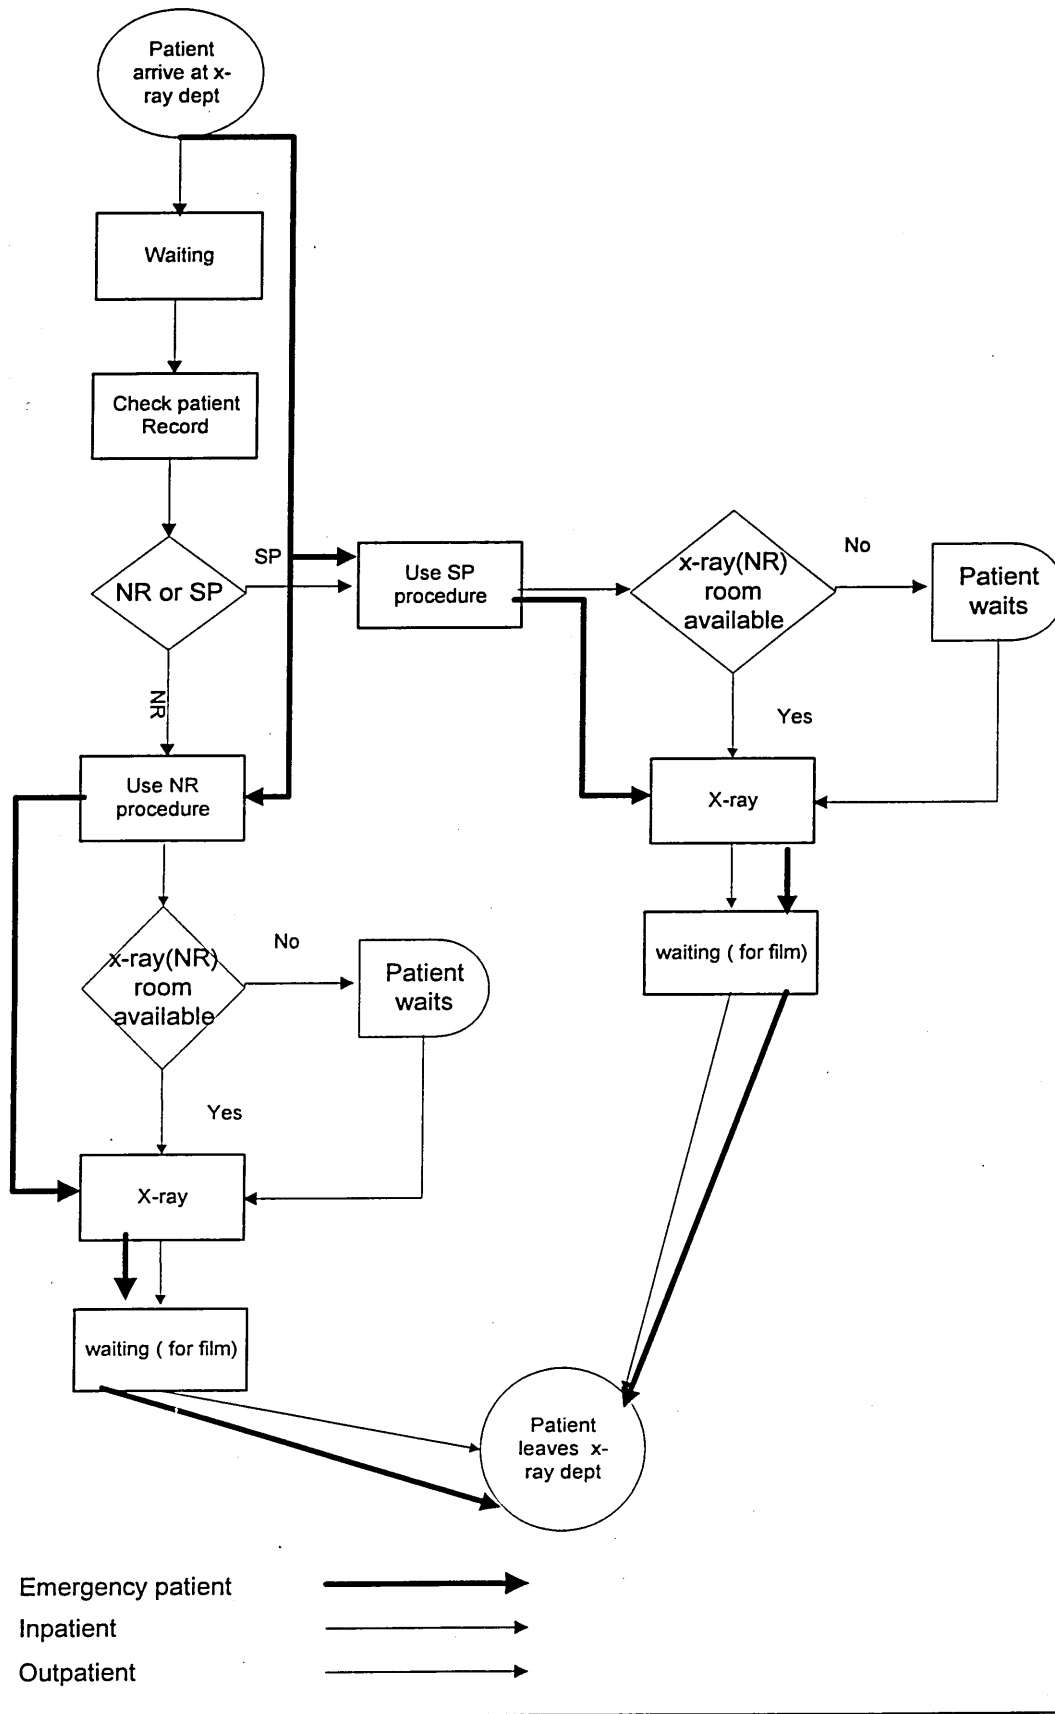 Patient
arrive at x-
ray dept
Waiting
Check patient
Record
NR or SP
SP
Use SP
procedure
x-ray(NR)
room
available
No
Patient
waits
Yes
NR
Use NR
procedure
X-ray
waiting ( for film)
x-ray(NR)
room
available
No
Patient
waits
Yes
X-ray
waiting ( for film)
Patient
leaves x-
ray dept
Emergency patient
Inpatient
Outpatient